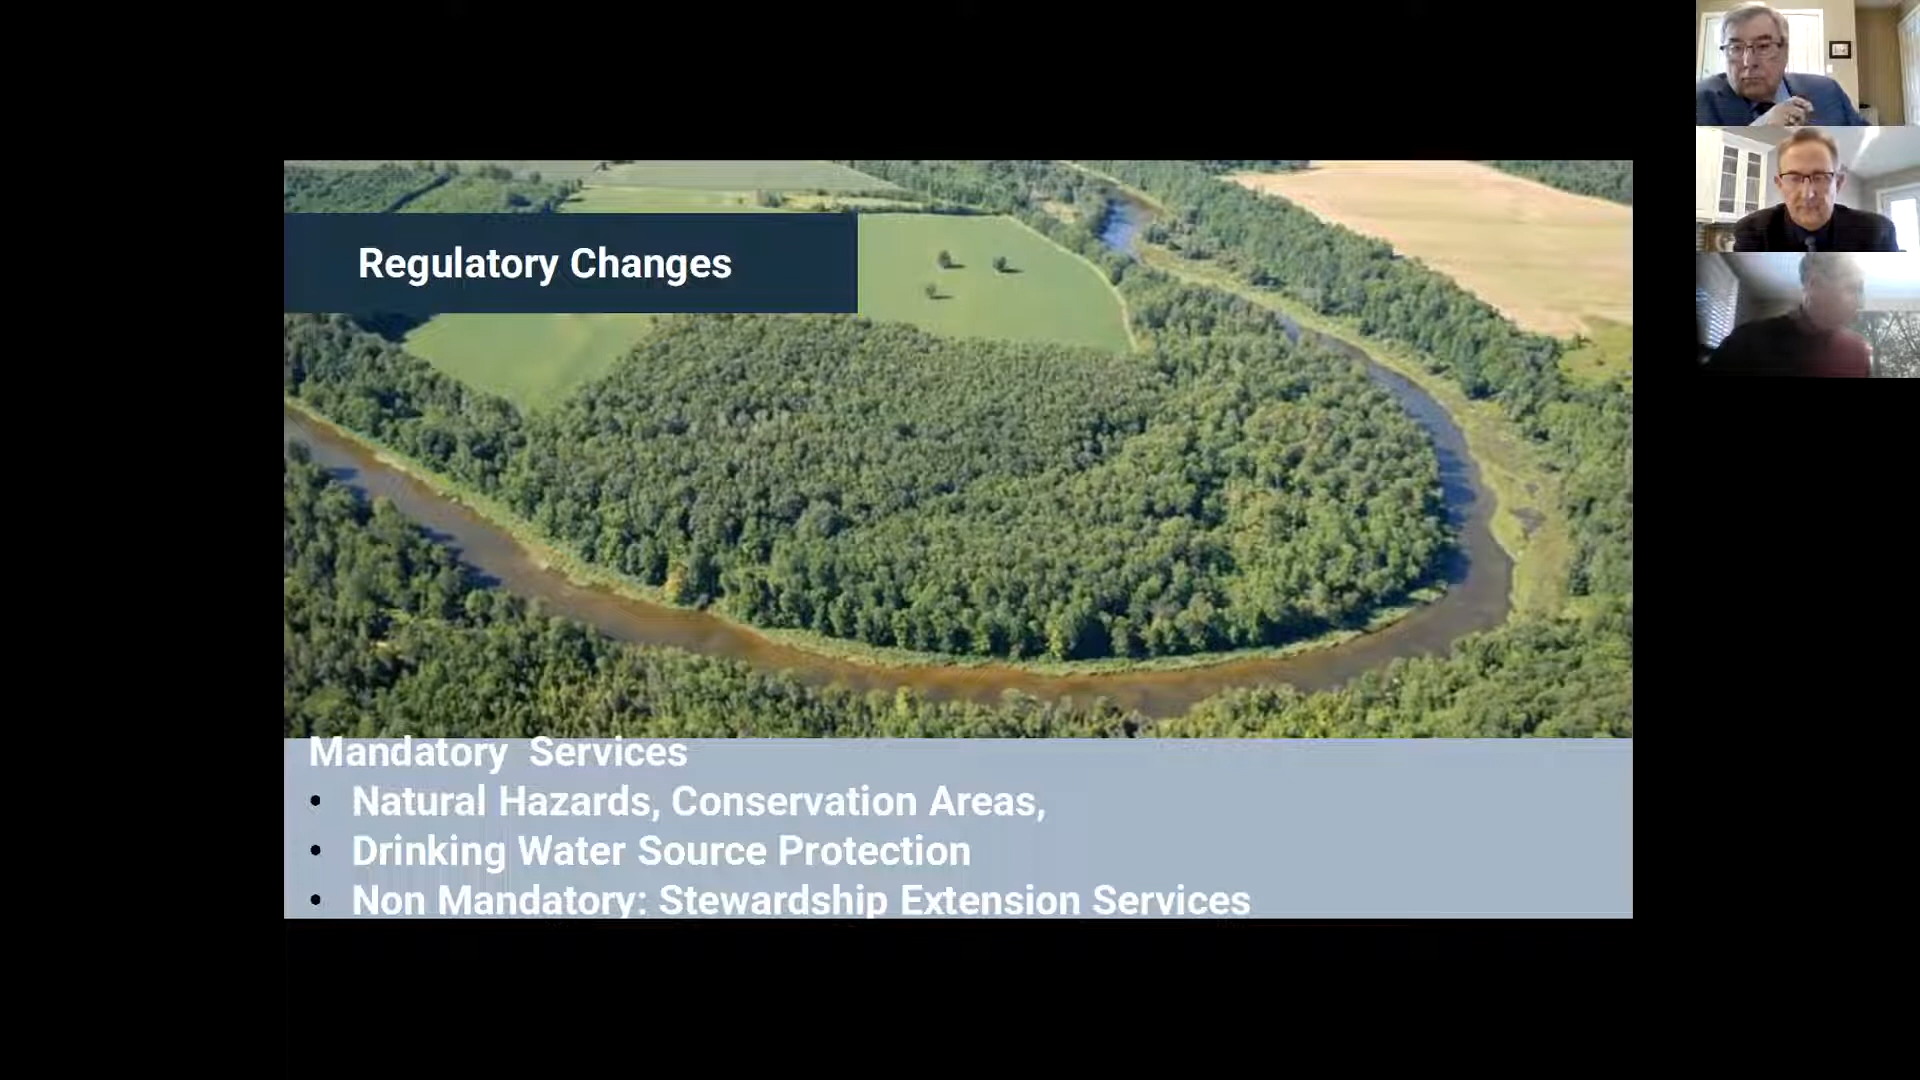 Regulatory Changes
Mandatory Services
• Natural Hazards, Conservation Areas,
• Drinking Water Source Protection
• Non Mandatory: Stewardship Extension Services